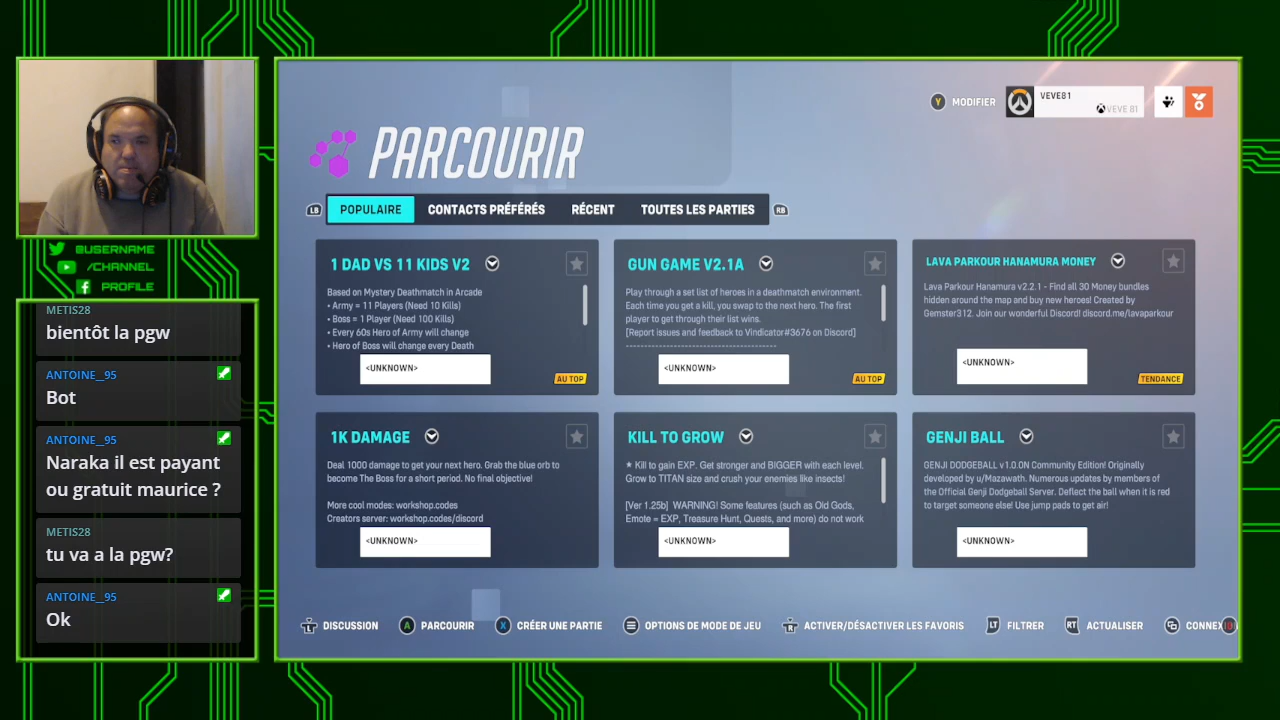 @USERNAME
/CHANNEL
PROFILE
METIS28
bientôt la pgw
ANTOINE__95
Bot
ANTOINE__95
Naraka il est payant
ou gratuit maurice ?
METIS28
tu va a la pgw?
ANTOINE__95
Ok
Y MODIFIER
VEVE81
VEVE 81
PARCOURIR
LB
POPULAIRE
CONTACTS PRÉFÉRÉS
RÉCENT
TOUTES LES PARTIES
RB
1 DAD VS 11 KIDS V2
Based on Mystery Deathmatch in Arcade
• Army = 11 Players (Need 10 Kills)
• Boss = 1 Player (Need 100 Kills)
• Every 60s Hero of Army will change
• Hero of Boss will change every Death
<UNKNOWN>
AU TOP
GUN GAME V2.1A
Play through a set list of heroes in a deathmatch environment.
Each time you get a kill, you swap to the next hero. The first
player to get through their list wins.
[Report issues and feedback to Vindicator#3676 on Discord]
----------------------------------------
<UNKNOWN>
AU TOP
LAVA PARKOUR HANAMURA MONEY
Lava Parkour Hanamura v2.2.1 - Find all 30 Money bundles
hidden around the map and buy new heroes! Created by
Gemster312. Join our wonderful Discord! discord.me/lavaparkour
<UNKNOWN>
TENDANCE
1K DAMAGE
Deal 1000 damage to get your next hero. Grab the blue orb to
become The Boss for a short period. No final objective!
More cool modes: workshop.codes
Creators server: workshop.codes/discord
<UNKNOWN>
KILL TO GROW
★ Kill to gain EXP. Get stronger and BIGGER with each level.
Grow to TITAN size and crush your enemies like insects!
[Ver 1.25b] WARNING! Some features (such as Old Gods,
Emote = EXP, Treasure Hunt, Quests, and more) do not work
<UNKNOWN>
GENJI BALL
GENJI DODGEBALL v1.0.0N Community Edition! Originally
developed by u/Mazawath. Numerous updates by members of
the Official Genji Dodgeball Server. Deflect the ball when it is red
to target someone else! Use jump pads to get air!
<UNKNOWN>
L DISCUSSION
A PARCOURIR
X CRÉER UNE PARTIE
OPTIONS DE MODE DE JEU
R ACTIVER/DÉSACTIVER LES FAVORIS
LT FILTRER
RT ACTUALISER
CONNEX